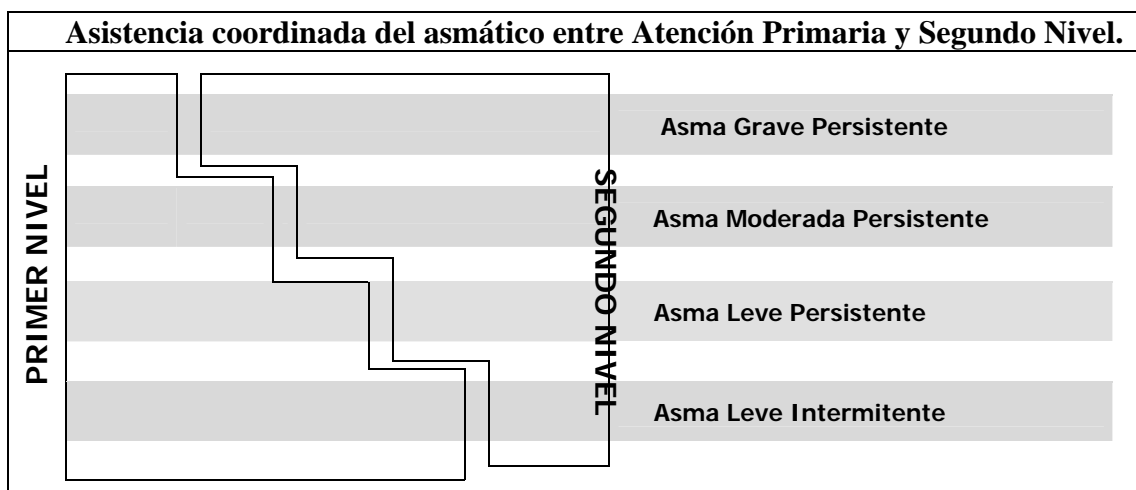 Asistencia coordinada del asmático entre Atención Primaria y Segundo Nivel.
PRIMER NIVEL
SEGUNDO NIVEL
Asma Grave Persistente
Asma Moderada Persistente
Asma Leve Persistente
Asma Leve Intermitente